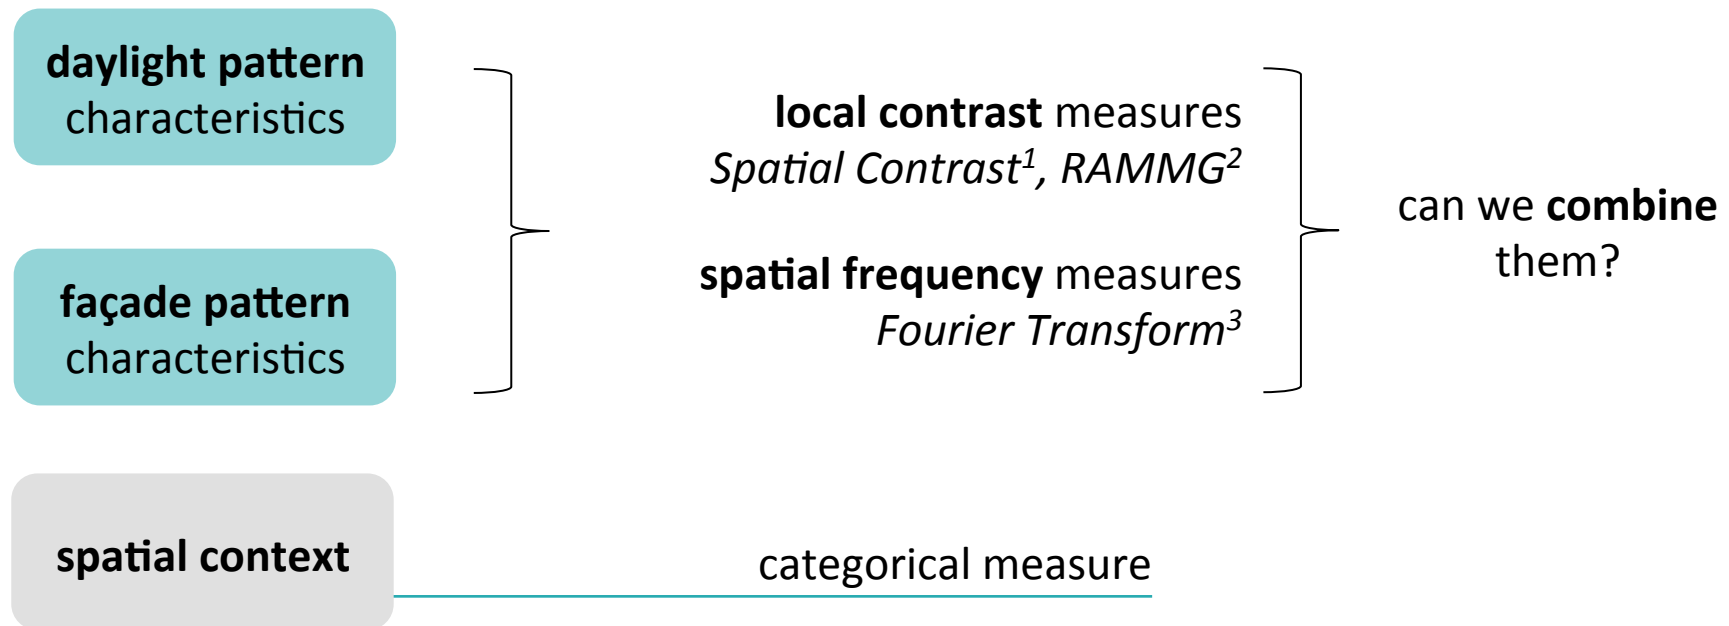 daylight pattern
characteristics
façade pattern
characteristics
spatial context
local contrast measures
Spatial Contrast¹, RAMMG²
spatial frequency measures
Fourier Transform³
categorical measure
can we combine
them?